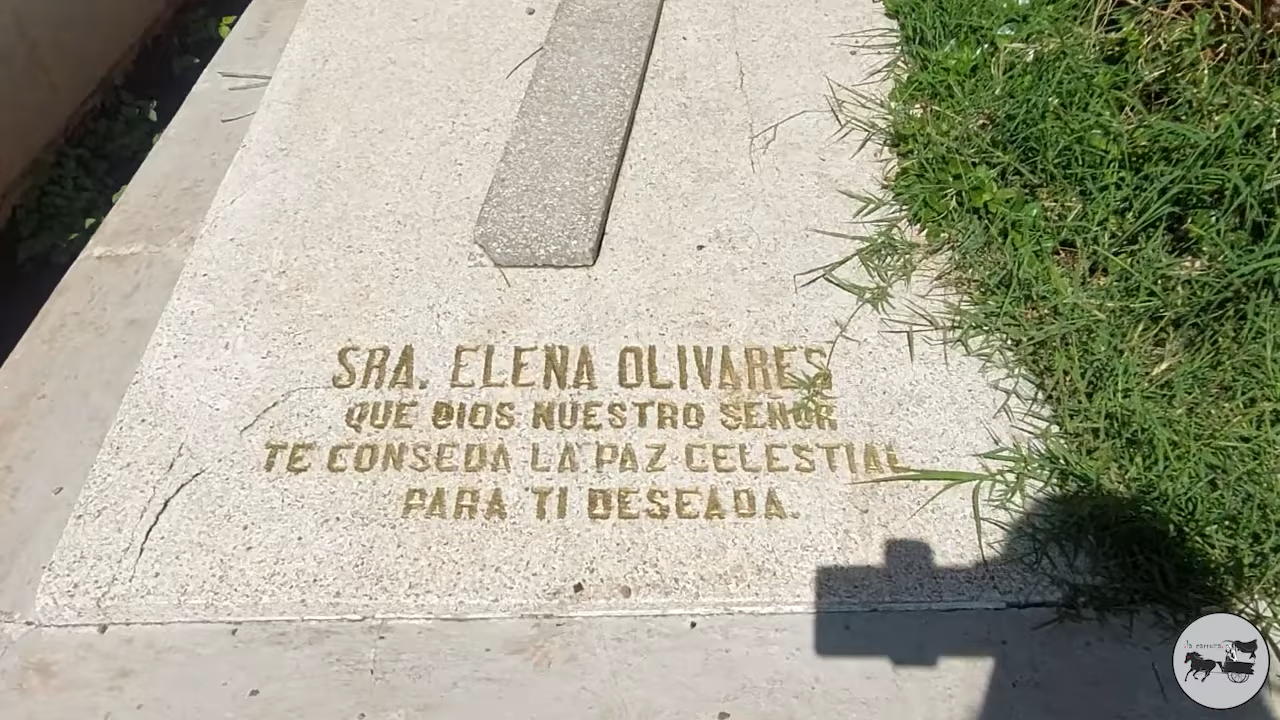 SRA. ELENA OLIVARES
QUE DIOS NUESTRO SEÑOR
TE CONSEDA LA PAZ CELESTIAL
PARA TI DESEADA.